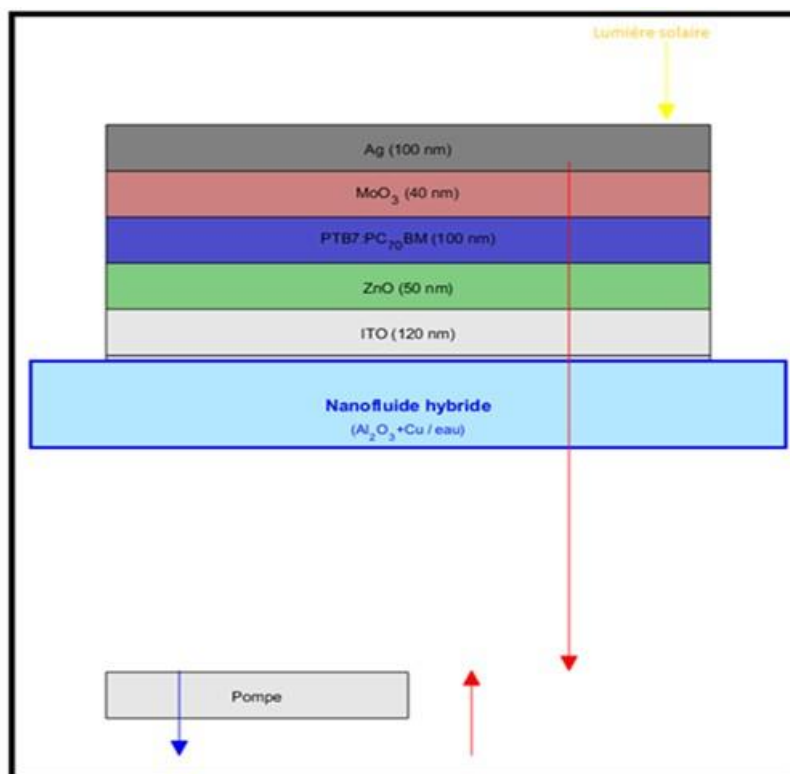 Lumière solaire
Ag (100 nm)
MoO₃ (40 nm)
PTB7:PC₇₀BM (100 nm)
ZnO (50 nm)
ITO (120 nm)
Nanofluide hybride
(Al₂O₃+Cu / eau)
Pompe